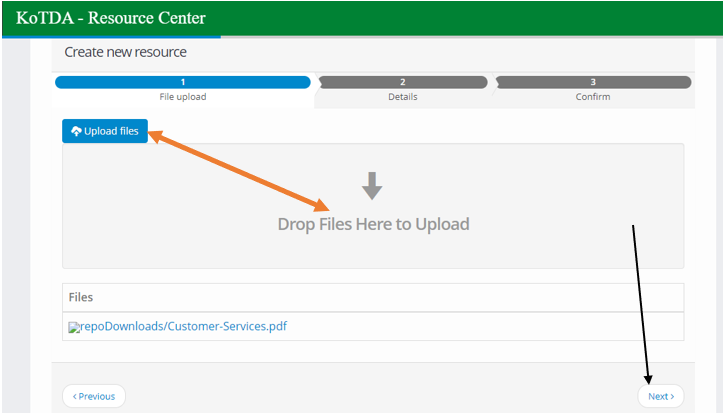 KoTDA - Resource Center
Create new resource
1
2
3
File upload
Details
Confirm
Upload files
Drop Files Here to Upload
Files
repoDownloads/Customer-Services.pdf
‹ Previous
Next ›